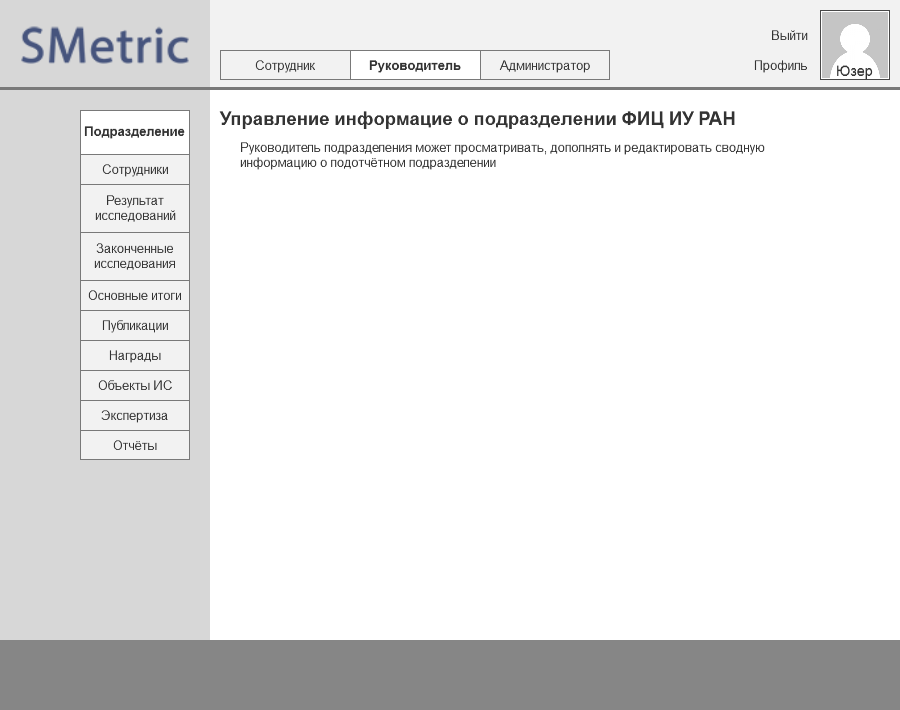 SMetric
Выйти
Сотрудник
Руководитель
Администратор
Профиль
Юзер
Подразделение
Сотрудники
Результат
исследований
Законченные
исследования
Основные итоги
Публикации
Награды
Объекты ИС
Экспертиза
Отчёты
Управление информацие о подразделении ФИЦ ИУ РАН
Руководитель подразделения может просматривать, дополнять и редактировать сводную
информацию о подотчётном подразделении